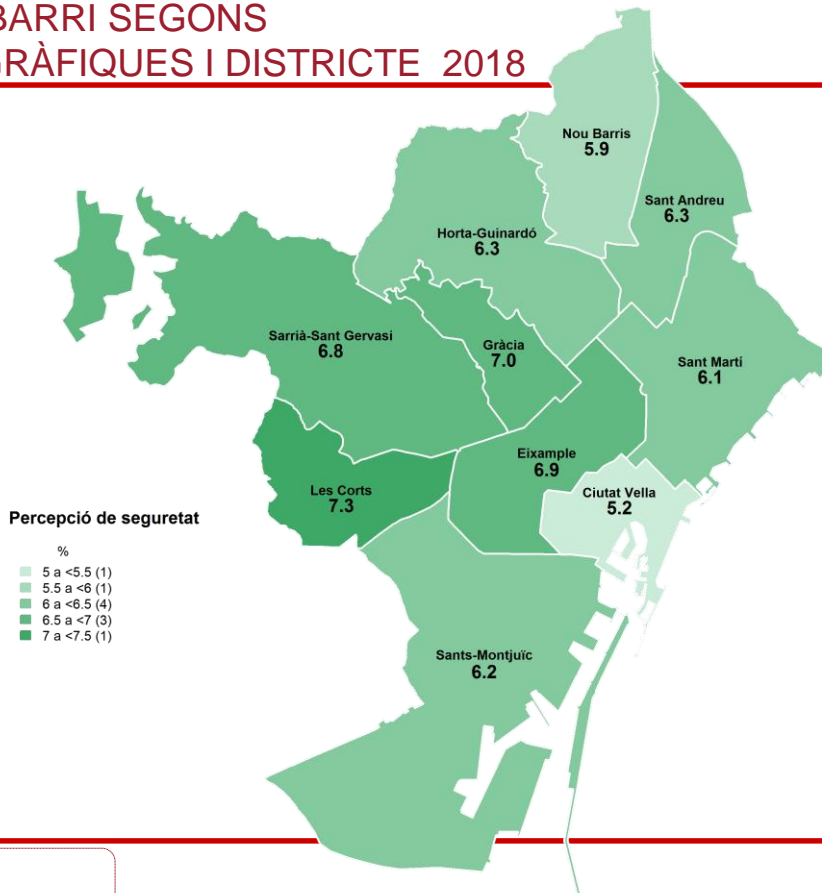 BARRI SEGONS
GRÀFIQUES I DISTRICTE 2018
Nou Barris
5.9
Sant Andreu
6.3
Horta-Guinardó
6.3
Sarrià-Sant Gervasi
6.8
Gràcia
7.0
Sant Martí
6.1
Eixample
6.9
Les Corts
7.3
Ciutat Vella
5.2
Percepció de seguretat
%
5 a <5.5 (1)
5.5 a <6 (1)
6 a <6.5 (4)
6.5 a <7 (3)
7 a <7.5 (1)
Sants-Montjuïc
6.2